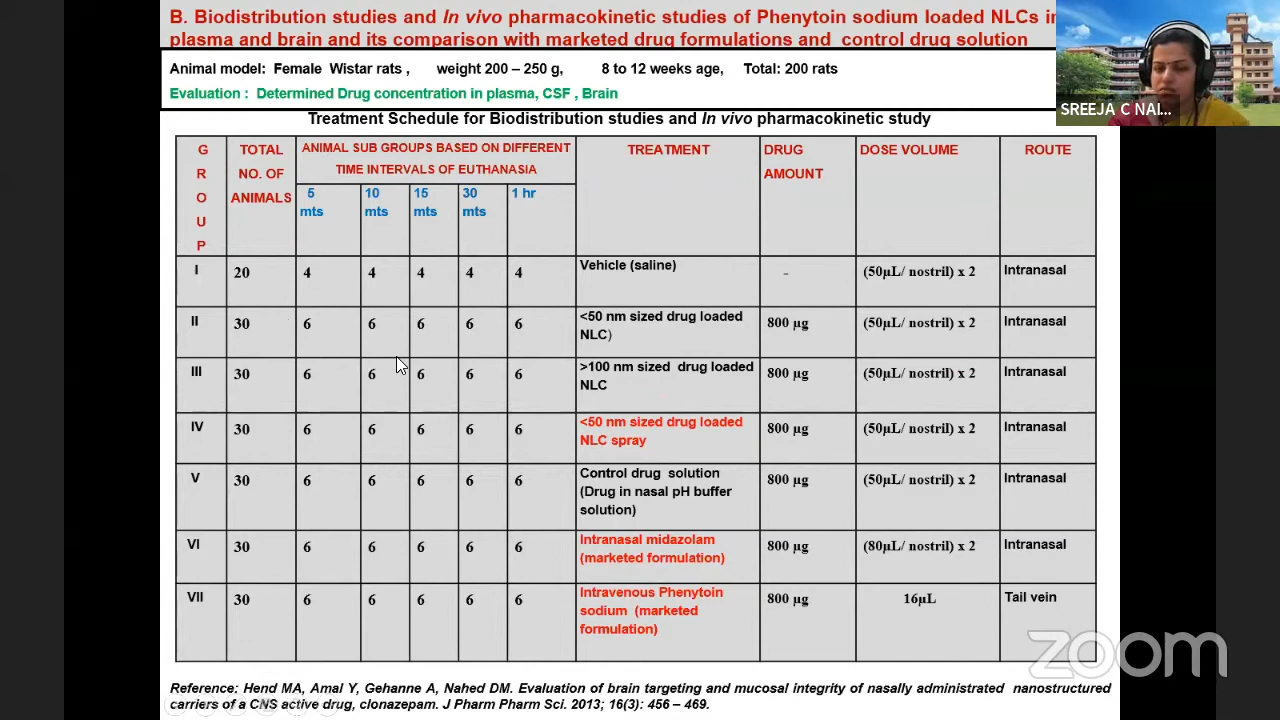 B. Biodistribution studies and In vivo pharmacokinetic studies of Phenytoin sodium loaded NLCs in
plasma and brain and its comparison with marketed drug formulations and control drug solution
Animal model: Female Wistar rats , weight 200 – 250 g, 8 to 12 weeks age, Total: 200 rats
Evaluation : Determined Drug concentration in plasma, CSF , Brain
SREEJA C NAI...
Treatment Schedule for Biodistribution studies and In vivo pharmacokinetic study
GROUP TOTAL NO. OF ANIMALS ANIMAL SUB GROUPS BASED ON DIFFERENT TIME INTERVALS OF EUTHANASIA TREATMENT DRUG AMOUNT DOSE VOLUME ROUTE
5 mts 10 mts 15 mts 30 mts 1 hr
I 20 4 4 4 4 4 Vehicle (saline) - (50µL/ nostril) x 2 Intranasal
II 30 6 6 6 6 6 <50 nm sized drug loaded NLC) 800 µg (50µL/ nostril) x 2 Intranasal
III 30 6 6 6 6 6 >100 nm sized drug loaded NLC 800 µg (50µL/ nostril) x 2 Intranasal
IV 30 6 6 6 6 6 <50 nm sized drug loaded NLC spray 800 µg (50µL/ nostril) x 2 Intranasal
V 30 6 6 6 6 6 Control drug solution (Drug in nasal pH buffer solution) 800 µg (50µL/ nostril) x 2 Intranasal
VI 30 6 6 6 6 6 Intranasal midazolam (marketed formulation) 800 µg (80µL/ nostril) x 2 Intranasal
VII 30 6 6 6 6 6 Intravenous Phenytoin sodium (marketed formulation) 800 µg 16µL Tail vein
zoom
Reference: Hend MA, Amal Y, Gehanne A, Nahed DM. Evaluation of brain targeting and mucosal integrity of nasally administrated nanostructured
carriers of a CNS active drug, clonazepam. J Pharm Pharm Sci. 2013; 16(3): 456 – 469.